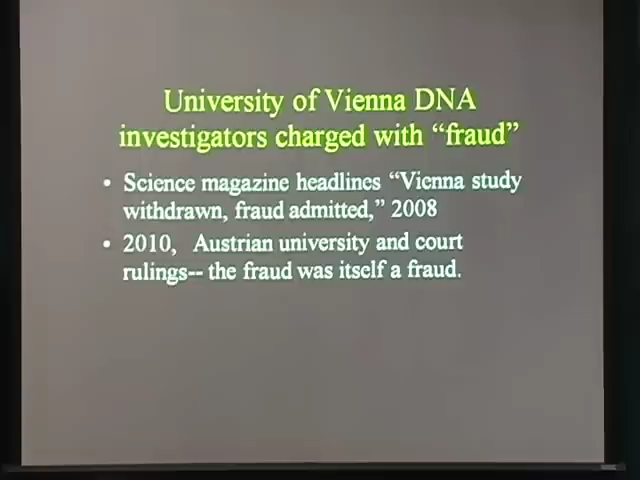 University of Vienna DNA
investigators charged with “fraud”
• Science magazine headlines “Vienna study
withdrawn, fraud admitted,” 2008
• 2010, Austrian university and court
rulings-- the fraud was itself a fraud.